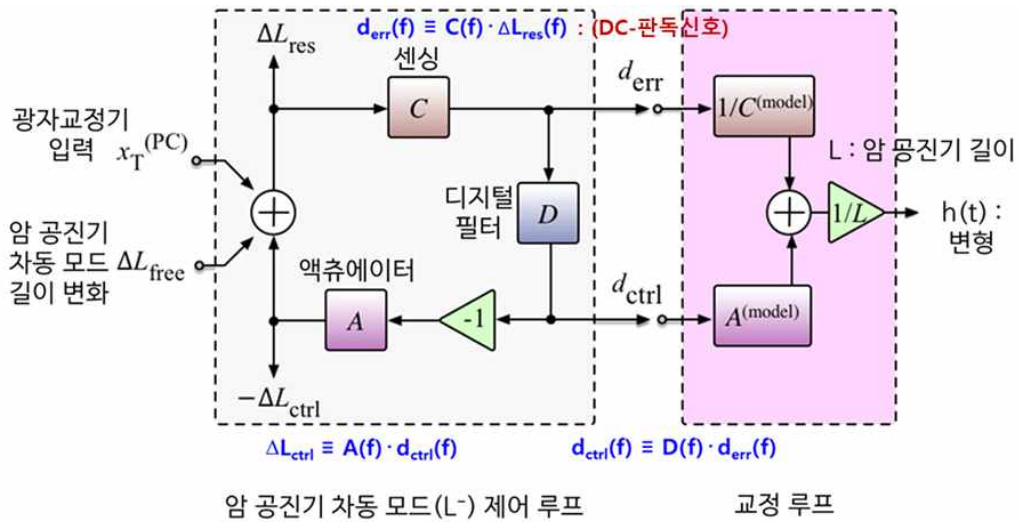 d_err(f) ≡ C(f) · ΔL_res(f) : (DC-판독신호)
ΔL_res
센싱
C
d_err
1/C^(model)
광자교정기
입력 x_T^(PC)
L : 암 공진기 길이
디지털
필터
D
1/L
h(t) :
변형
암 공진기
차동 모드 ΔL_free
길이 변화
액츄에이터
A
-1
d_ctrl
A^(model)
−ΔL_ctrl
ΔL_ctrl ≡ A(f) · d_ctrl(f)
d_ctrl(f) ≡ D(f) · d_err(f)
암 공진기 차동 모드(L⁻) 제어 루프
교정 루프